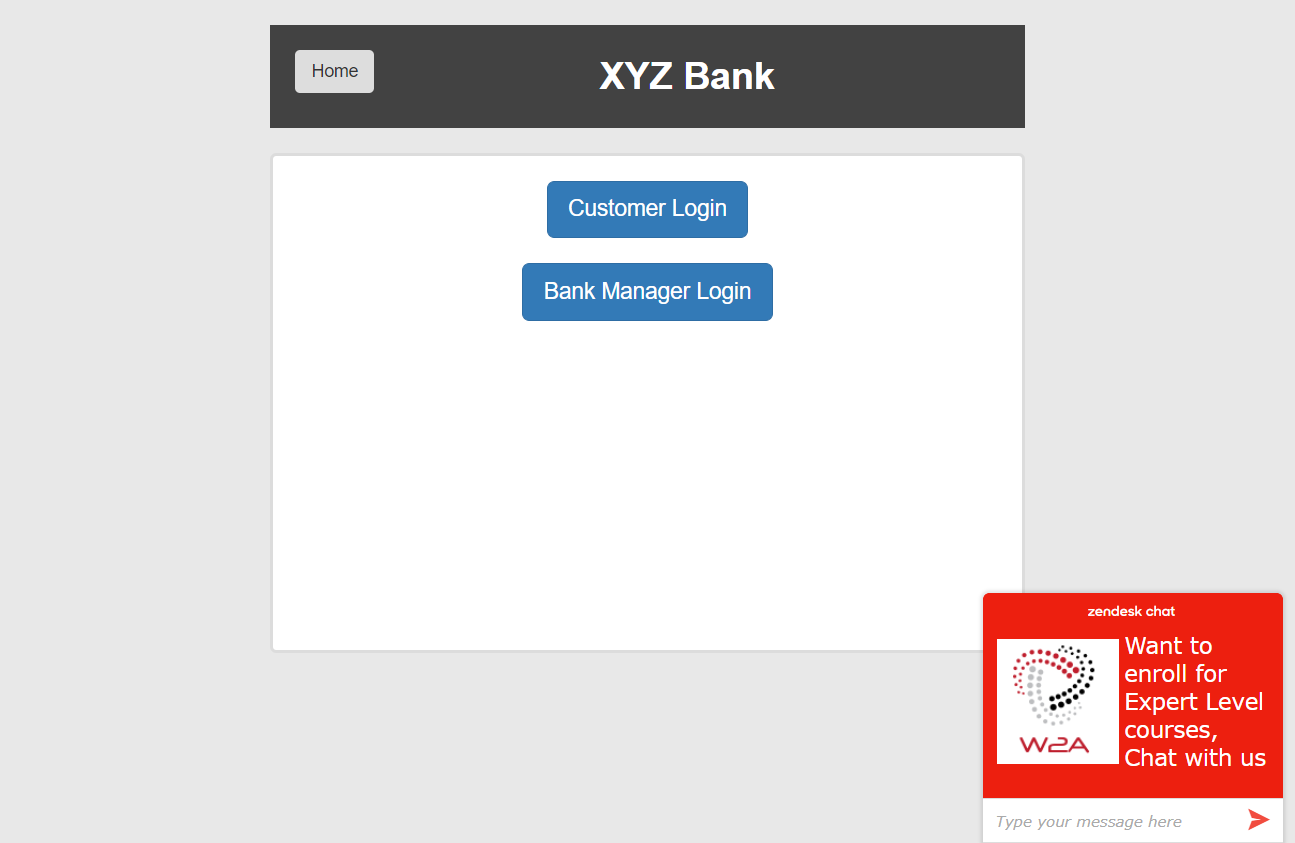 Home
XYZ Bank
Customer Login
Bank Manager Login
zendesk chat
Want to
enroll for
Expert Level
courses,
Chat with us
W2A
Type your message here